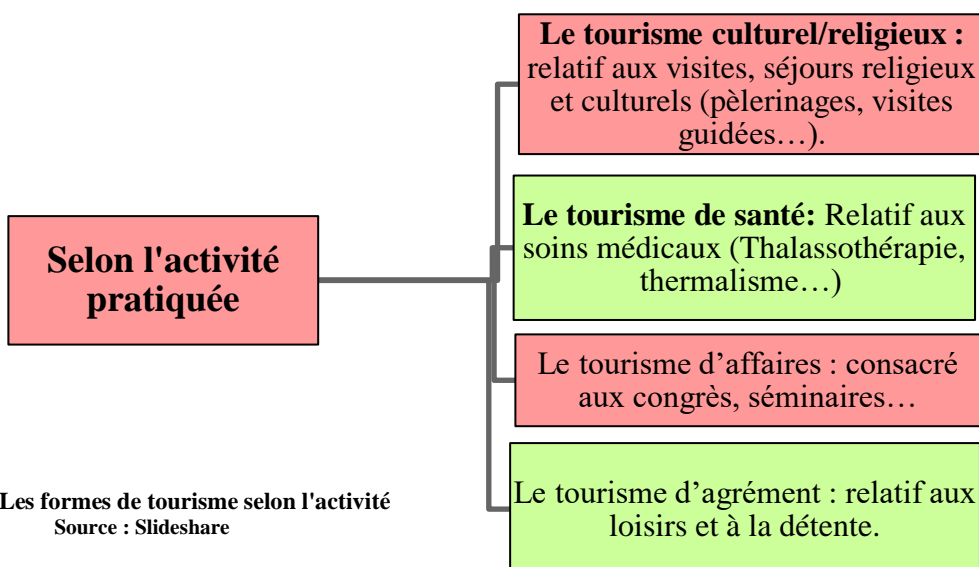 Le tourisme culturel/religieux :
relatif aux visites, séjours religieux
et culturels (pèlerinages, visites
guidées…).
Selon l'activité
pratiquée
Le tourisme de santé: Relatif aux
soins médicaux (Thalassothérapie,
thermalisme…)
Le tourisme d’affaires : consacré
aux congrès, séminaires…
Le tourisme d’agrément : relatif aux
loisirs et à la détente.
Les formes de tourisme selon l'activité
Source : Slideshare